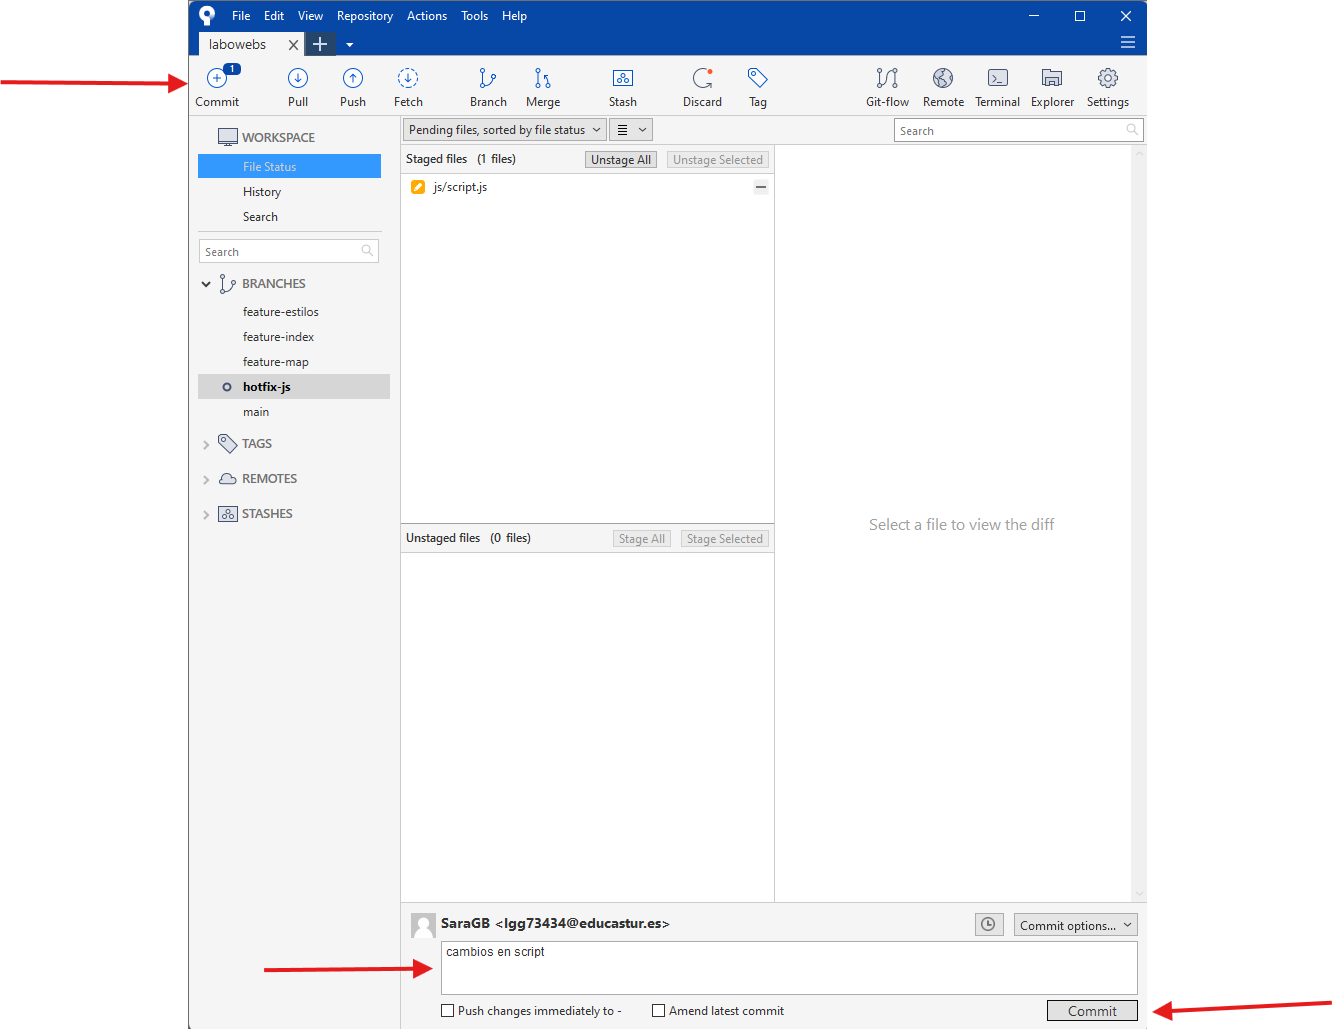 File Edit View Repository Actions Tools Help
labowebs
1
Commit Pull Push Fetch Branch Merge Stash Discard Tag Git-flow Remote Terminal Explorer Settings
WORKSPACE
File Status
History
Search
Search
BRANCHES
feature-estilos
feature-index
feature-map
hotfix-js
main
TAGS
REMOTES
STASHES
Pending files, sorted by file status
Search
Staged files (1 files) Unstage All Unstage Selected
js/script.js
Unstaged files (0 files) Stage All Stage Selected
Select a file to view the diff
SaraGB <lgg73434@educastur.es>
Commit options...
cambios en script
Push changes immediately to - Amend latest commit Commit